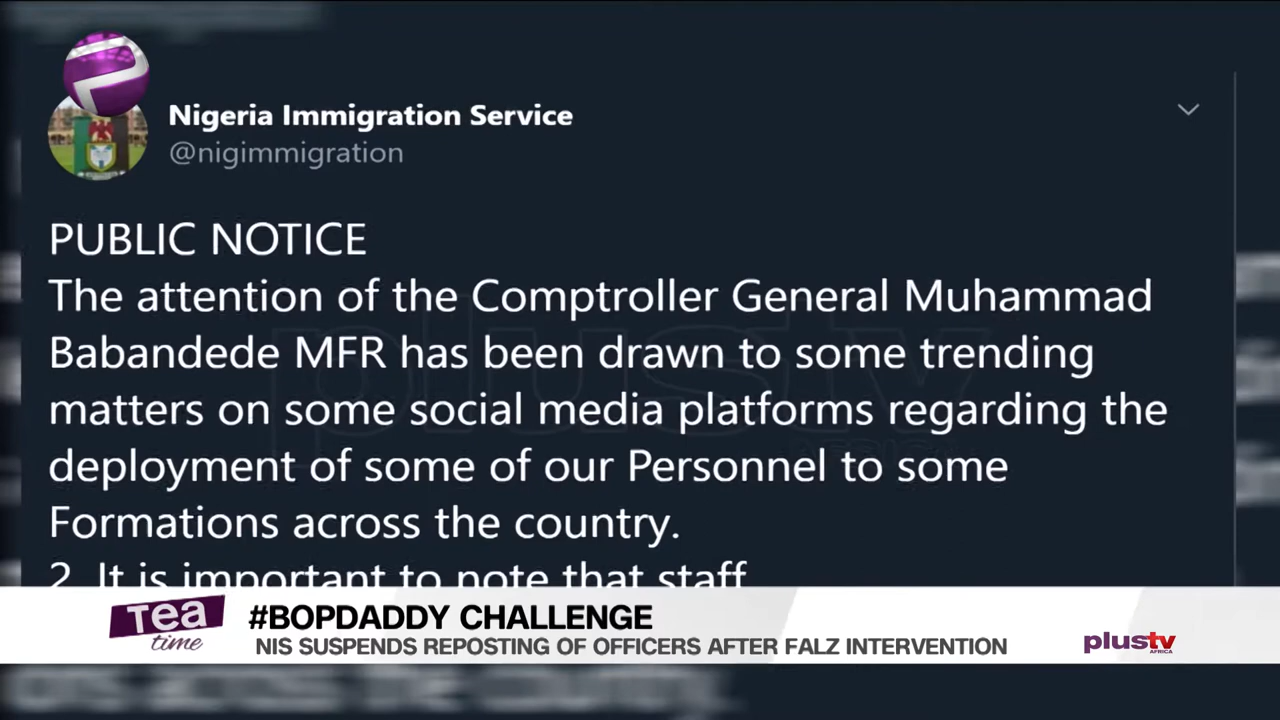 Nigeria Immigration Service
@nigimmigration
PUBLIC NOTICE
The attention of the Comptroller General Muhammad
Babandede MFR has been drawn to some trending
matters on some social media platforms regarding the
deployment of some of our Personnel to some
Formations across the country.
2. It is important to note that staff
Tea
time
#BOPDADDY CHALLENGE
NIS SUSPENDS REPOSTING OF OFFICERS AFTER FALZ INTERVENTION
plustv
AFRICA
plustv